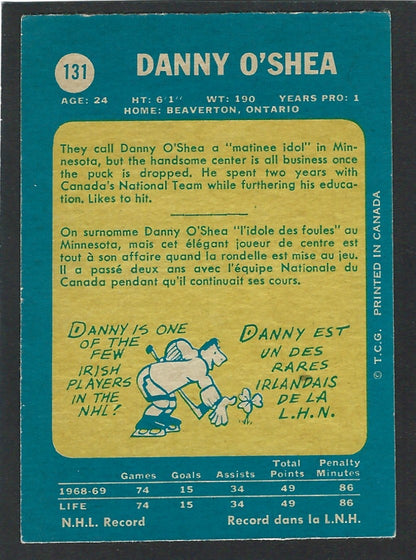 131
DANNY O'SHEA
AGE: 24 HT: 6'1" WT: 190 YEARS PRO: 1
HOME: BEAVERTON, ONTARIO
They call Danny O'Shea a "matinee idol" in Min-
nesota, but the handsome center is all business once
the puck is dropped. He spent two years with
Canada's National Team while furthering his educa-
tion. Likes to hit.
On surnomme Danny O'Shea "l'idole des foules" au
Minnesota, mais cet élégant joueur de centre est
tout à son affaire quand la rondelle est mise au jeu.
Il a passé deux ans avec l'équipe Nationale du
Canada pendant qu'il continuait ses cours.
DANNY IS ONE
OF THE
FEW
IRISH
PLAYERS
IN THE
NHL!
DANNY EST
UN DES
RARES
IRLANDAIS
DE LA
L.H.N.
© T.C.G. PRINTED IN CANADA
Games Goals Assists Total Points Penalty Minutes
1968-69 74 15 34 49 86
LIFE 74 15 34 49 86
N.H.L. Record Record dans la L.N.H.